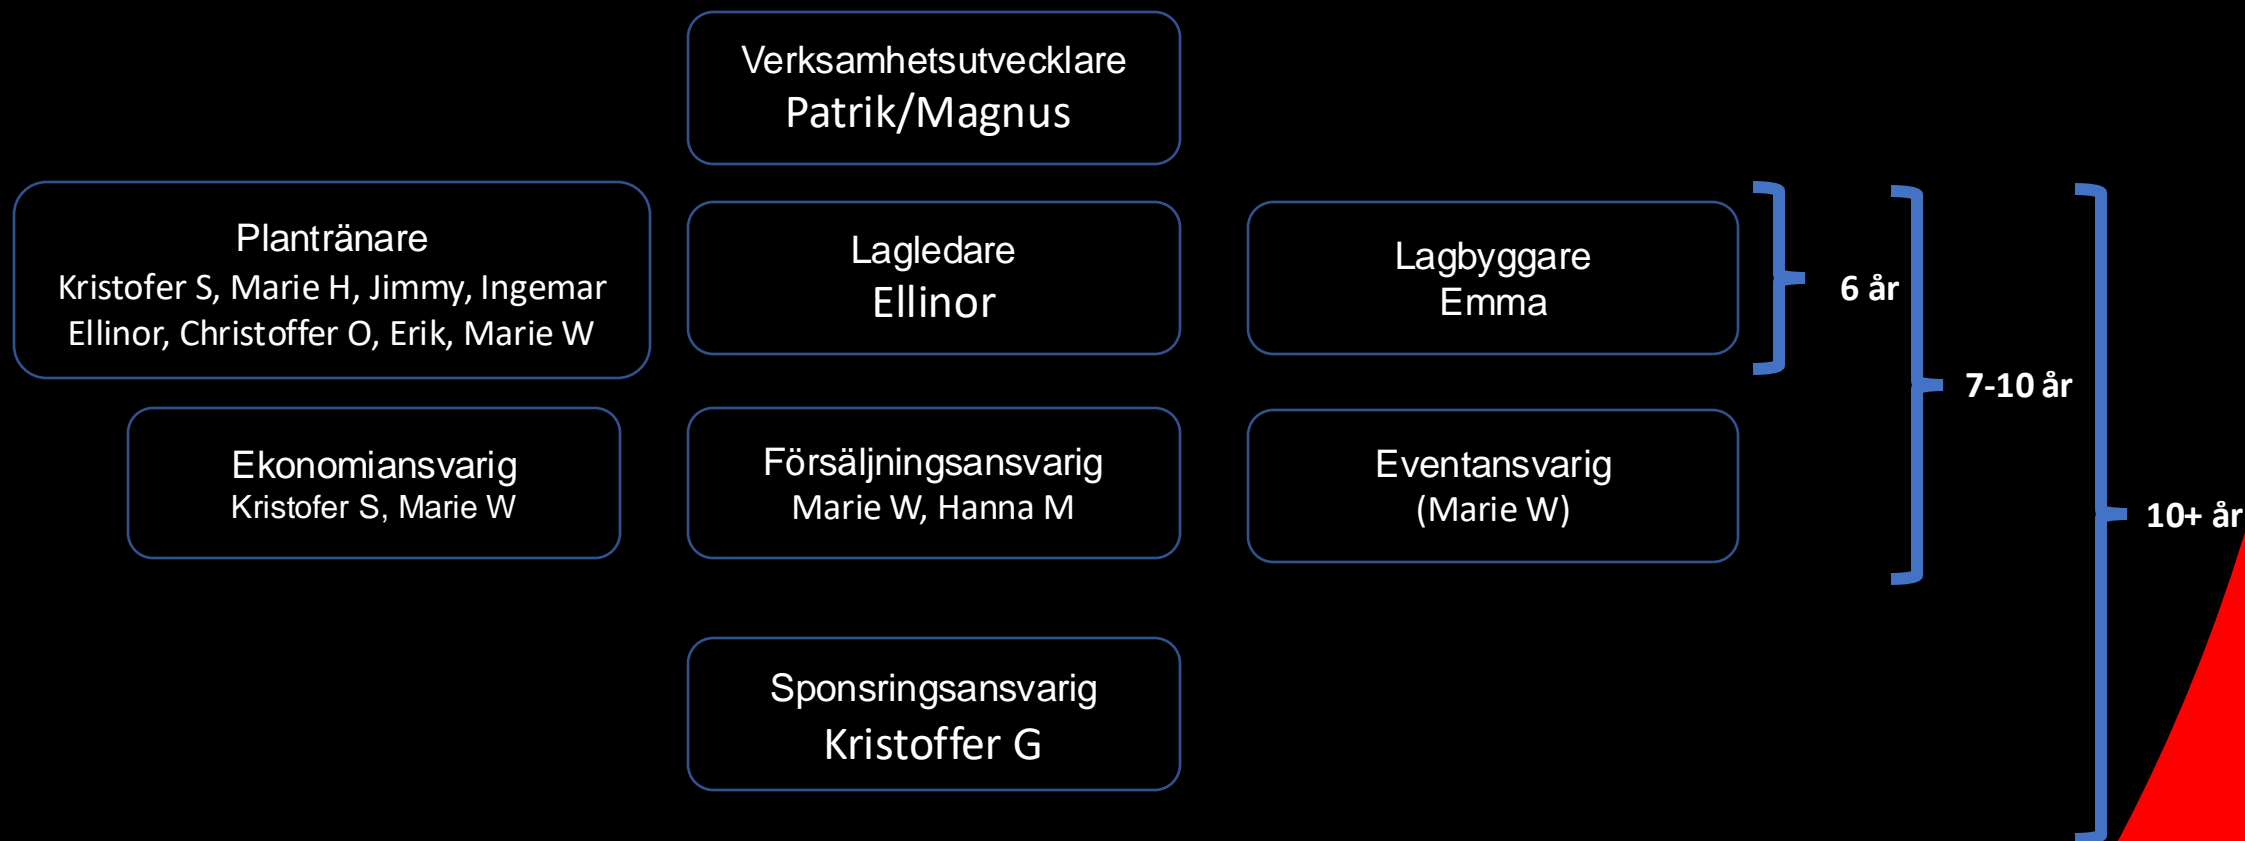 Verksamhetsutvecklare
Patrik/Magnus
Plantränare
Kristofer S, Marie H, Jimmy, Ingemar
Ellinor, Christoffer O, Erik, Marie W
Lagledare
Ellinor
Lagbyggare
Emma
6 år
7-10 år
Ekonomiansvarig
Kristofer S, Marie W
Försäljningsansvarig
Marie W, Hanna M
Eventansvarig
(Marie W)
10+ år
Sponsringsansvarig
Kristoffer G